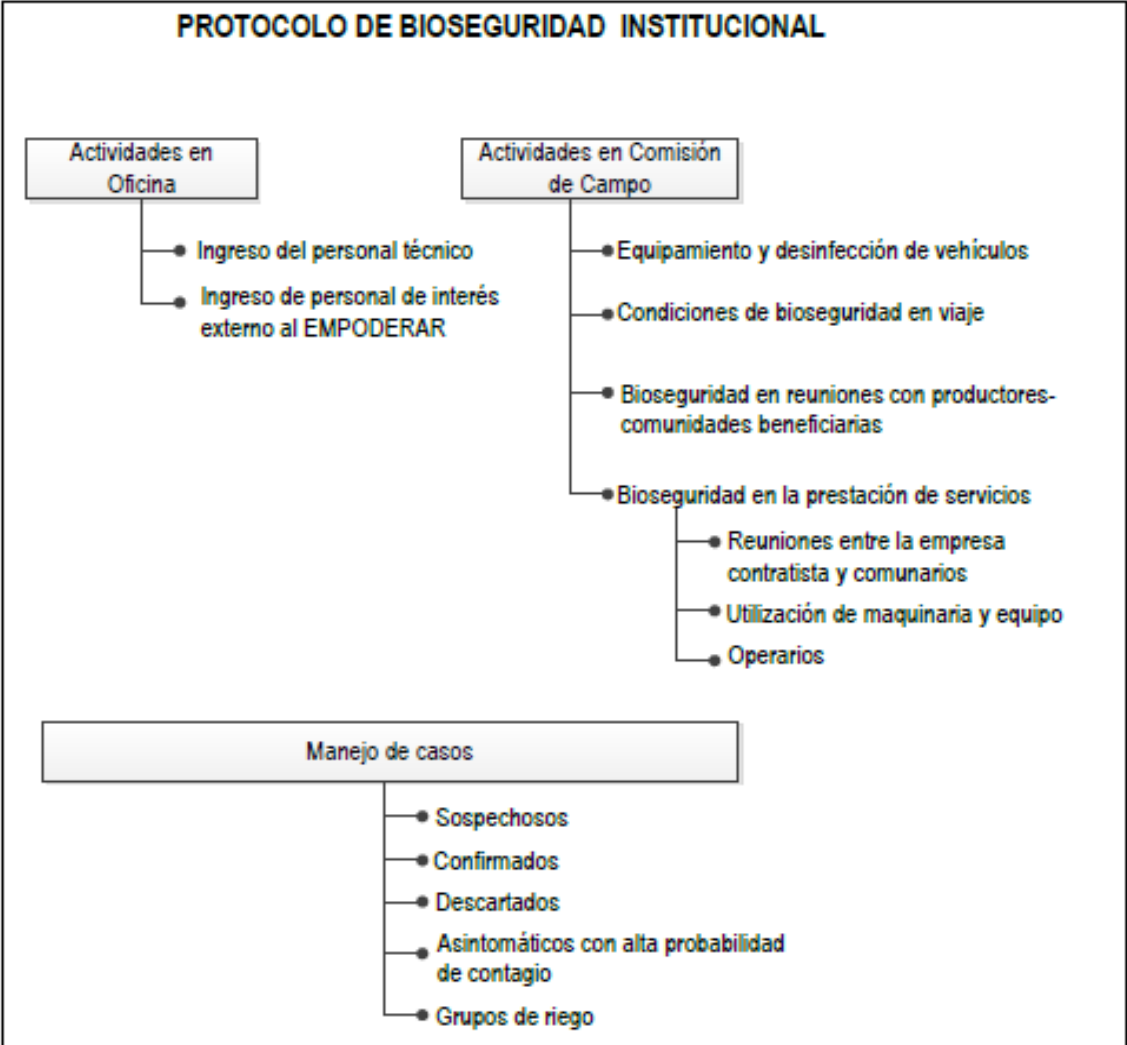 PROTOCOLO DE BIOSEGURIDAD INSTITUCIONAL
Actividades en
Oficina
Ingreso del personal técnico
Ingreso de personal de interés
externo al EMPODERAR
Actividades en Comisión
de Campo
Equipamiento y desinfección de vehículos
Condiciones de bioseguridad en viaje
Bioseguridad en reuniones con productores-
comunidades beneficiarias
Bioseguridad en la prestación de servicios
Reuniones entre la empresa
contratista y comunarios
Utilización de maquinaria y equipo
Operarios
Manejo de casos
Sospechosos
Confirmados
Descartados
Asintomáticos con alta probabilidad
de contagio
Grupos de riego